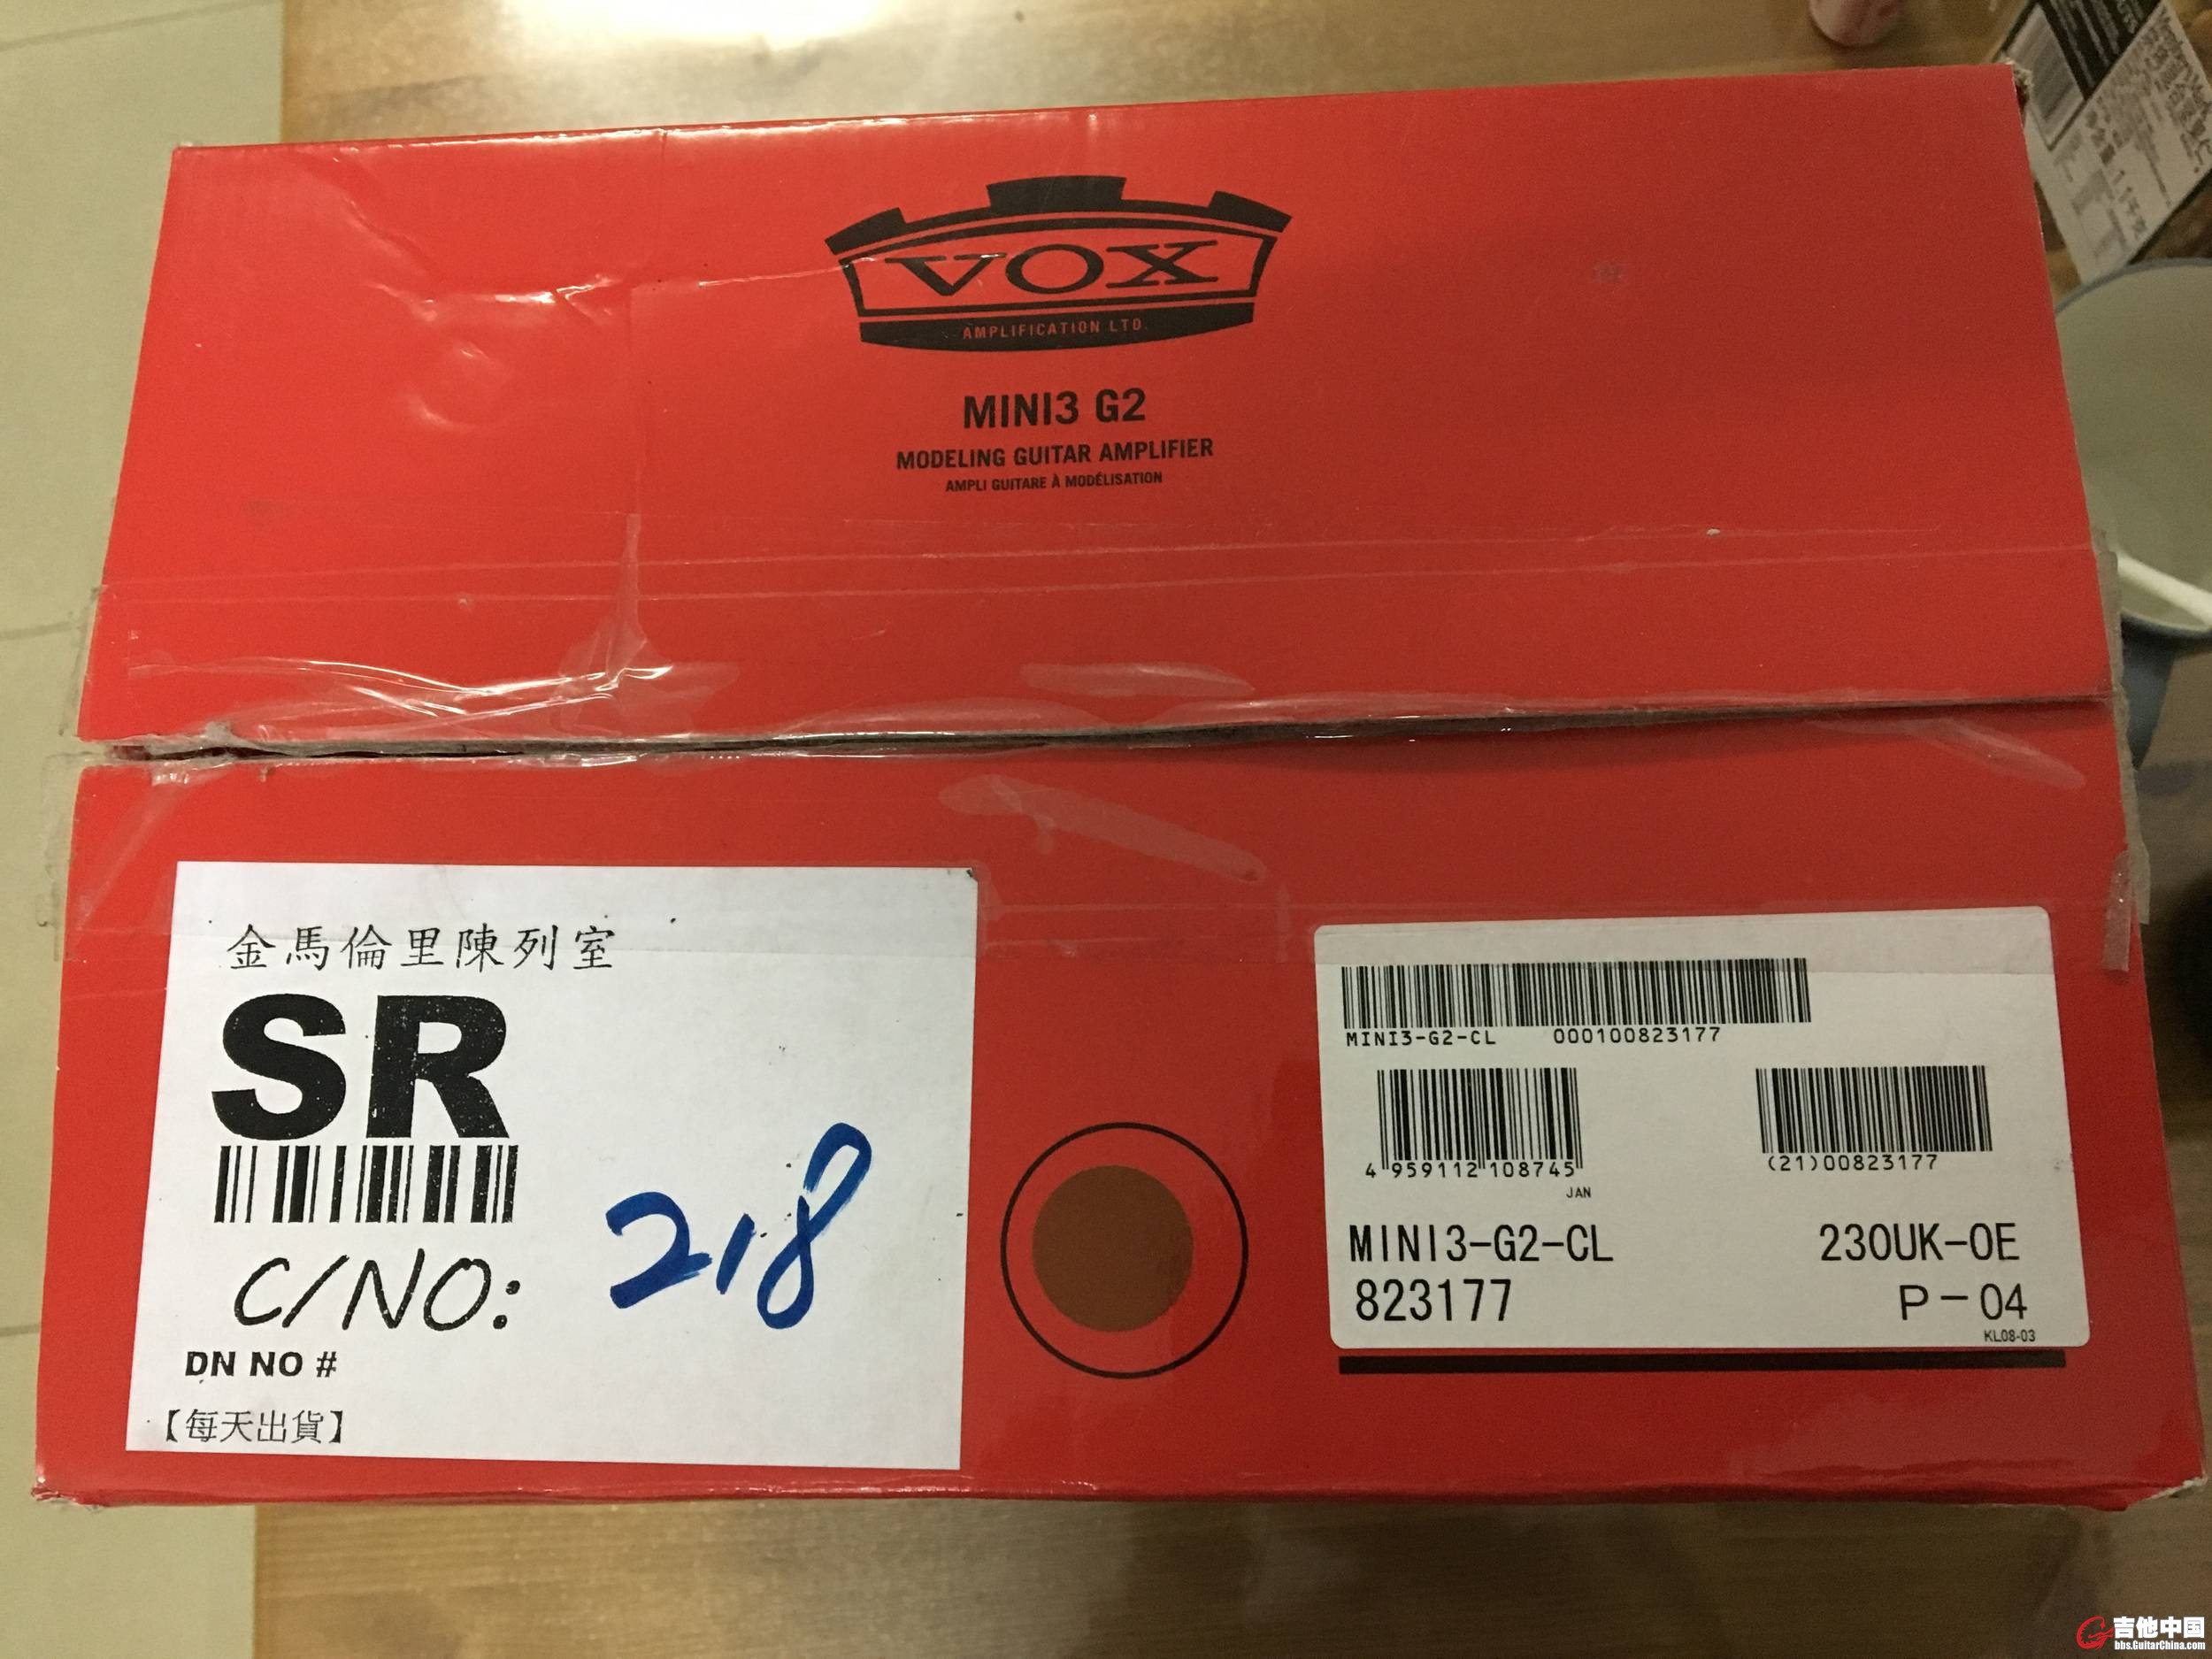 VOX
AMPLIFICATION LTD.
MINI3 G2
MODELING GUITAR AMPLIFIER
AMPLI GUITARE À MODÉLISATION
金馬倫里陳列室
SR
C/NO: 218
DN NO #
【每天出貨】
MINI3-G2-CL 000100823177
4 959112 108745
JAN
(21)00823177
MINI3-G2-CL 230UK-OE
823177 P-04
KL08-03
吉他中国
bbs.GuitarChina.com